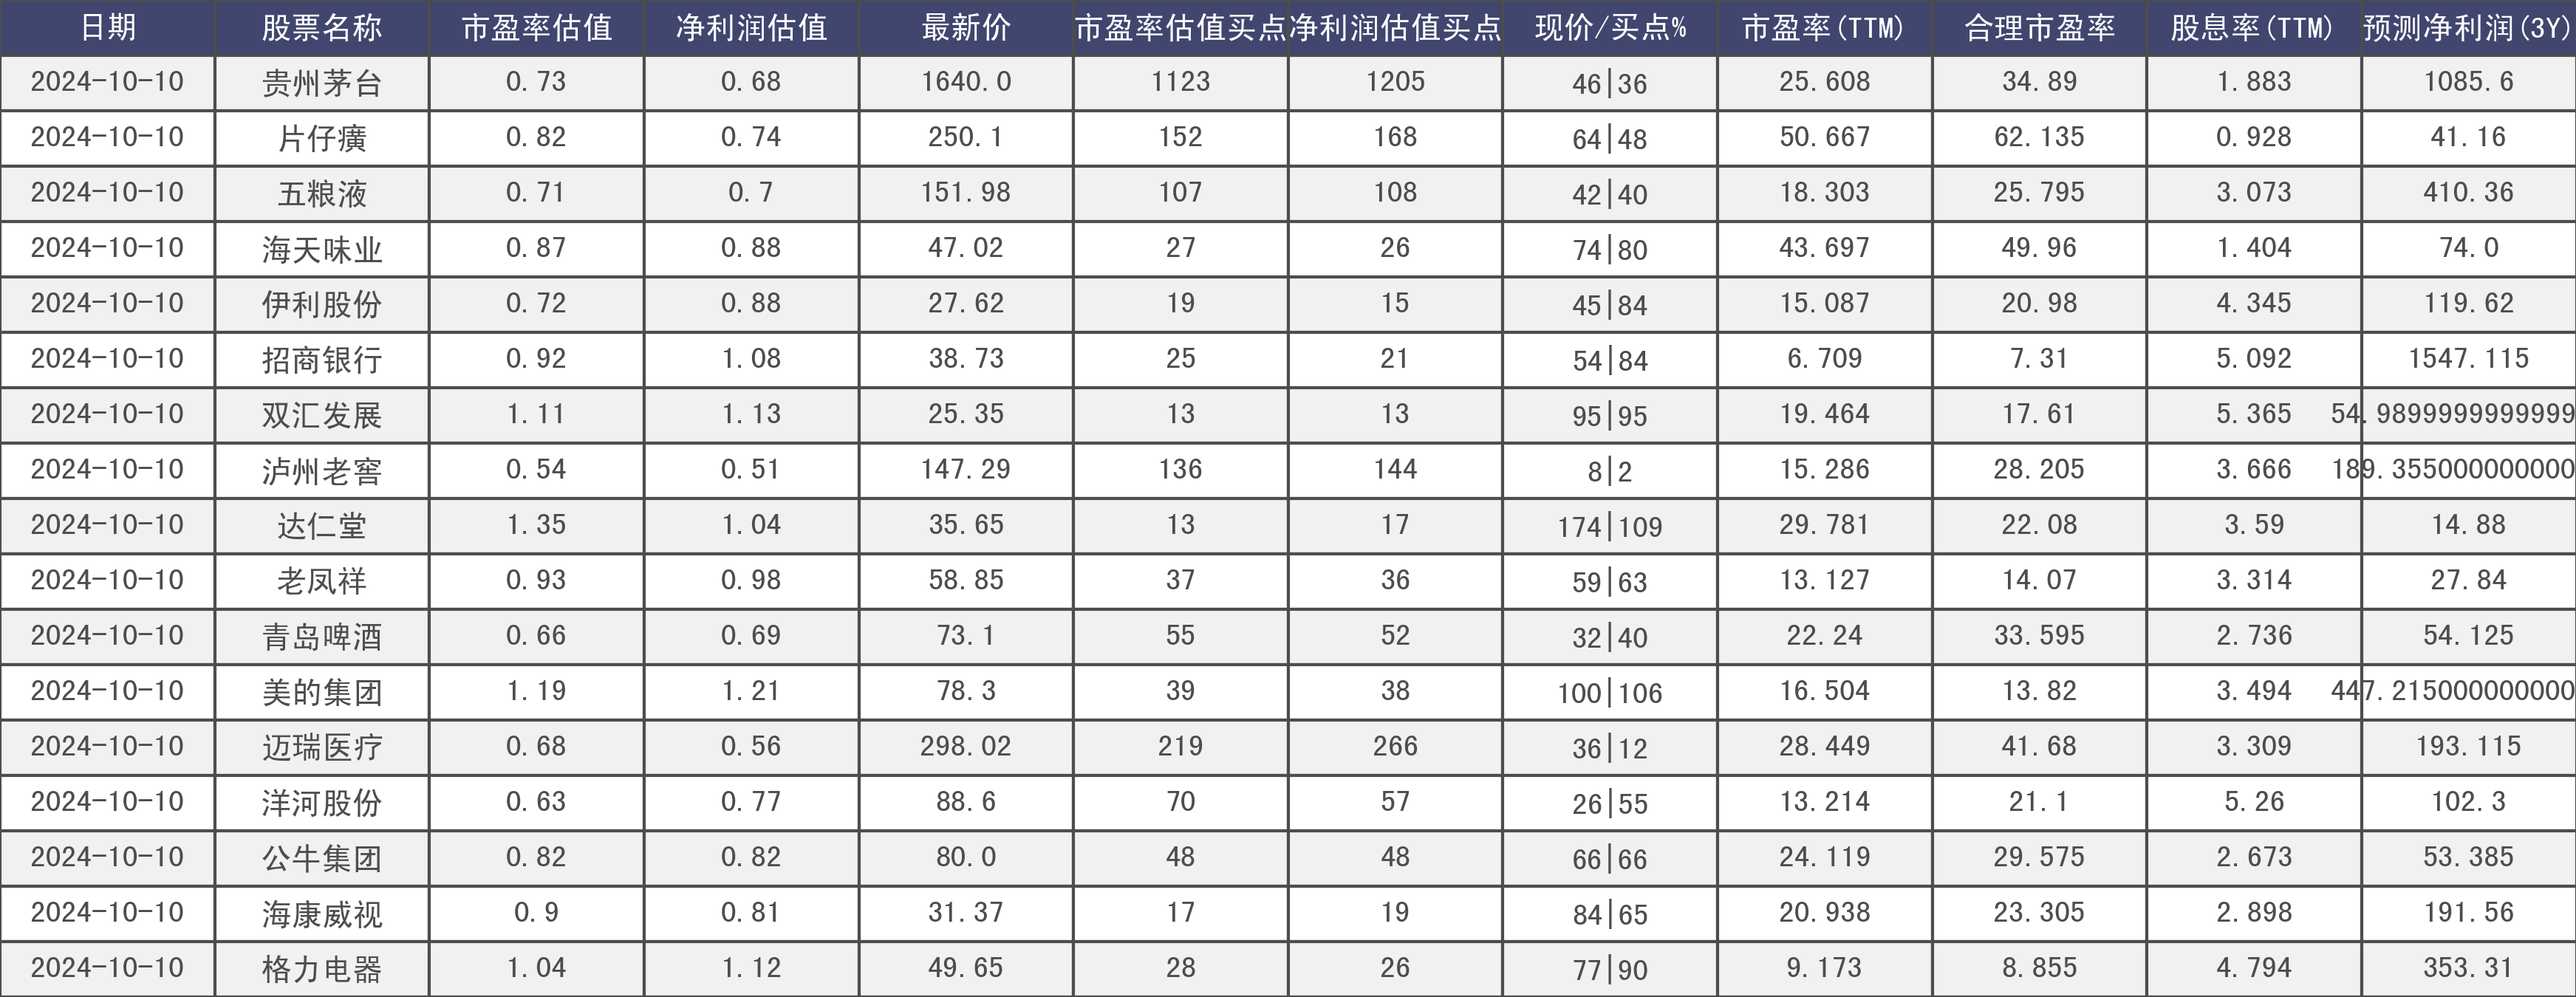 日期 股票名称 市盈率估值 净利润估值 最新价 市盈率估值买点 净利润估值买点 现价/买点% 市盈率(TTM) 合理市盈率 股息率(TTM) 预测净利润(3Y)
2024-10-10 贵州茅台 0.73 0.68 1640.0 1123 1205 46|36 25.608 34.89 1.883 1085.6
2024-10-10 片仔癀 0.82 0.74 250.1 152 168 64|48 50.667 62.135 0.928 41.16
2024-10-10 五粮液 0.71 0.7 151.98 107 108 42|40 18.303 25.795 3.073 410.36
2024-10-10 海天味业 0.87 0.88 47.02 27 26 74|80 43.697 49.96 1.404 74.0
2024-10-10 伊利股份 0.72 0.88 27.62 19 15 45|84 15.087 20.98 4.345 119.62
2024-10-10 招商银行 0.92 1.08 38.73 25 21 54|84 6.709 7.31 5.092 1547.115
2024-10-10 双汇发展 1.11 1.13 25.35 13 13 95|95 19.464 17.61 5.365 54.9899999999999
2024-10-10 泸州老窖 0.54 0.51 147.29 136 144 8|2 15.286 28.205 3.666 189.355000000000
2024-10-10 达仁堂 1.35 1.04 35.65 13 17 174|109 29.781 22.08 3.59 14.88
2024-10-10 老凤祥 0.93 0.98 58.85 37 36 59|63 13.127 14.07 3.314 27.84
2024-10-10 青岛啤酒 0.66 0.69 73.1 55 52 32|40 22.24 33.595 2.736 54.125
2024-10-10 美的集团 1.19 1.21 78.3 39 38 100|106 16.504 13.82 3.494 447.215000000000
2024-10-10 迈瑞医疗 0.68 0.56 298.02 219 266 36|12 28.449 41.68 3.309 193.115
2024-10-10 洋河股份 0.63 0.77 88.6 70 57 26|55 13.214 21.1 5.26 102.3
2024-10-10 公牛集团 0.82 0.82 80.0 48 48 66|66 24.119 29.575 2.673 53.385
2024-10-10 海康威视 0.9 0.81 31.37 17 19 84|65 20.938 23.305 2.898 191.56
2024-10-10 格力电器 1.04 1.12 49.65 28 26 77|90 9.173 8.855 4.794 353.31